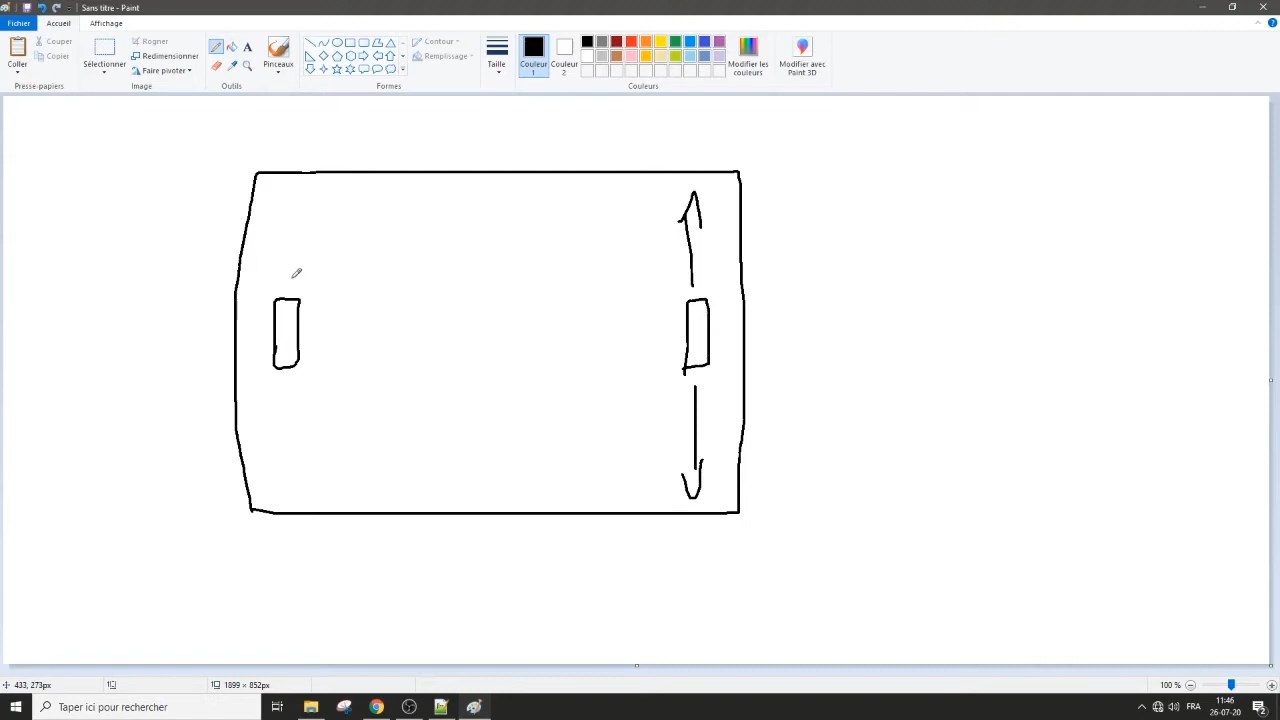 Sans titre - Paint
Fichier Accueil Affichage
Coller
Couper
Copier
Presse-papiers
Sélectionner
Rogner
Redimensionner
Faire pivoter
Image
A
Outils
Pinceaux
Contour
Remplissage
Formes
Taille
Couleur 1
Couleur 2
Modifier les couleurs
Modifier avec Paint 3D
Couleurs
433, 273px
1899 × 852px
100 %
Taper ici pour rechercher
FRA
11:46
26-07-20
2